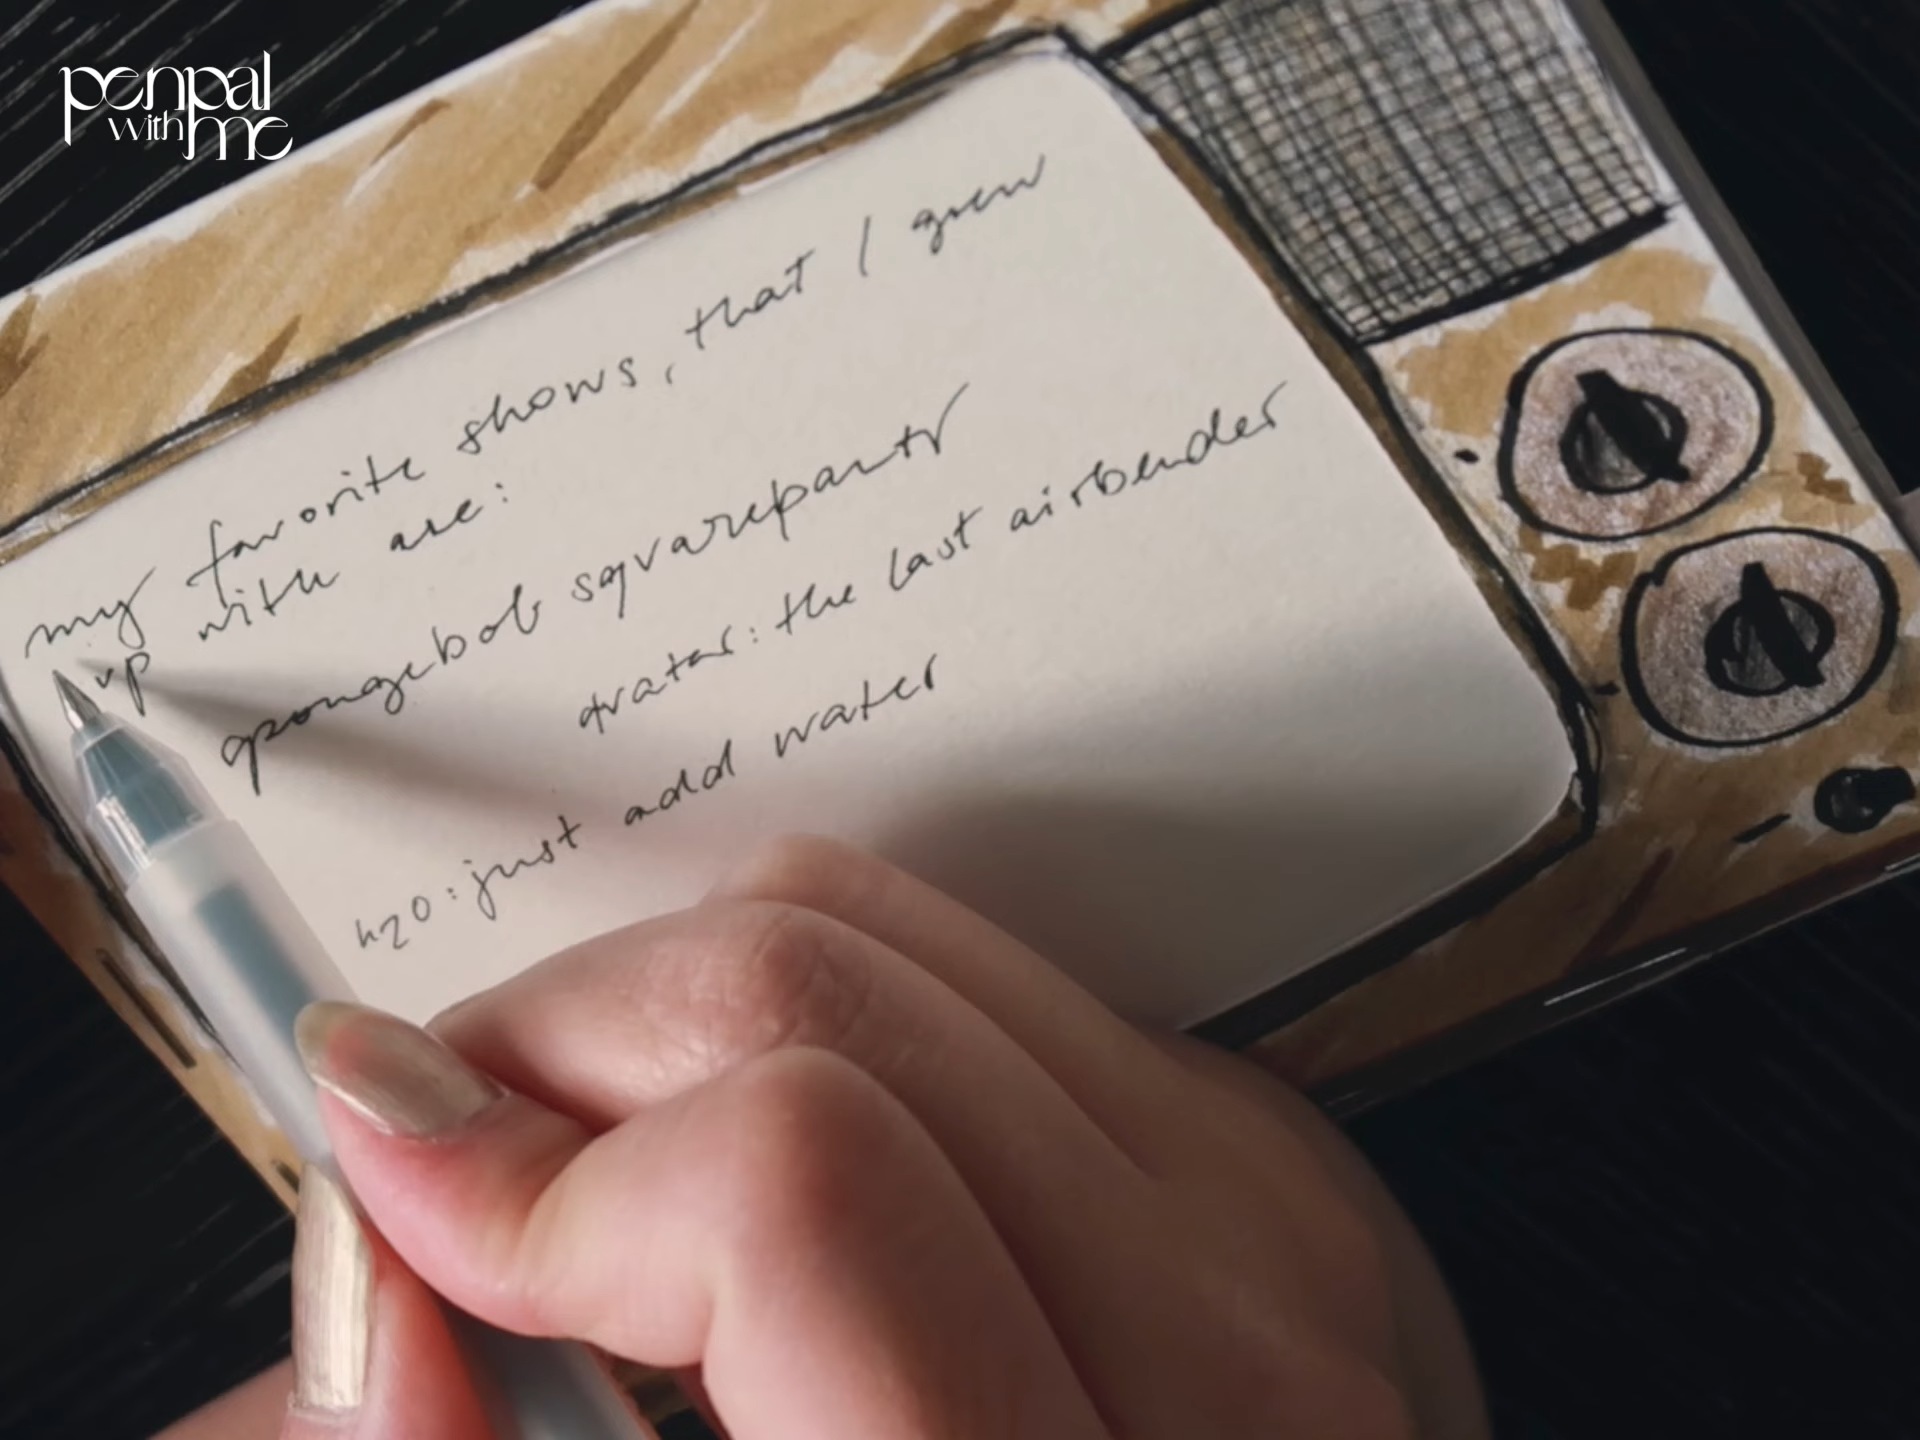 penpal
with me
my favorite shows, that I grew
up with are:
spongebob squarepants
avatar: the last airbender
h2O: just add water